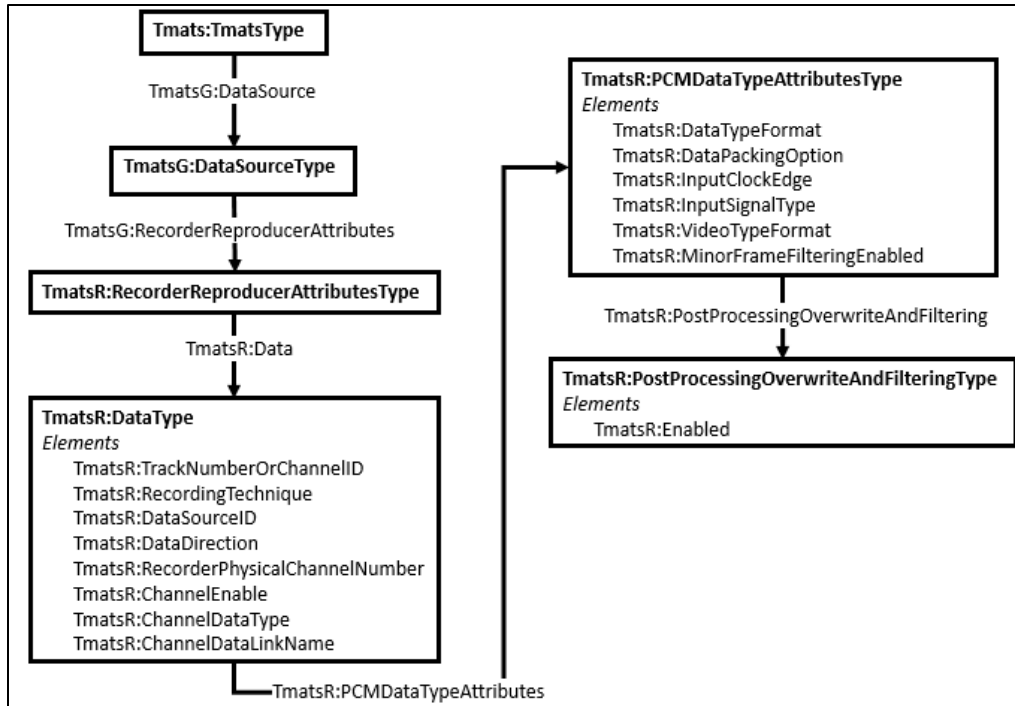 Tmats:TmatsType
TmatsG:DataSource
TmatsG:DataSourceType
TmatsG:RecorderReproducerAttributes
TmatsR:RecorderReproducerAttributesType
TmatsR:Data
TmatsR:DataType
Elements
TmatsR:TrackNumberOrChannelID
TmatsR:RecordingTechnique
TmatsR:DataSourceID
TmatsR:DataDirection
TmatsR:RecorderPhysicalChannelNumber
TmatsR:ChannelEnable
TmatsR:ChannelDataType
TmatsR:ChannelDataLinkName
TmatsR:PCMDataTypeAttributes
TmatsR:PCMDataTypeAttributesType
Elements
TmatsR:DataTypeFormat
TmatsR:DataPackingOption
TmatsR:InputClockEdge
TmatsR:InputSignalType
TmatsR:VideoTypeFormat
TmatsR:MinorFrameFilteringEnabled
TmatsR:PostProcessingOverwriteAndFiltering
TmatsR:PostProcessingOverwriteAndFilteringType
Elements
TmatsR:Enabled